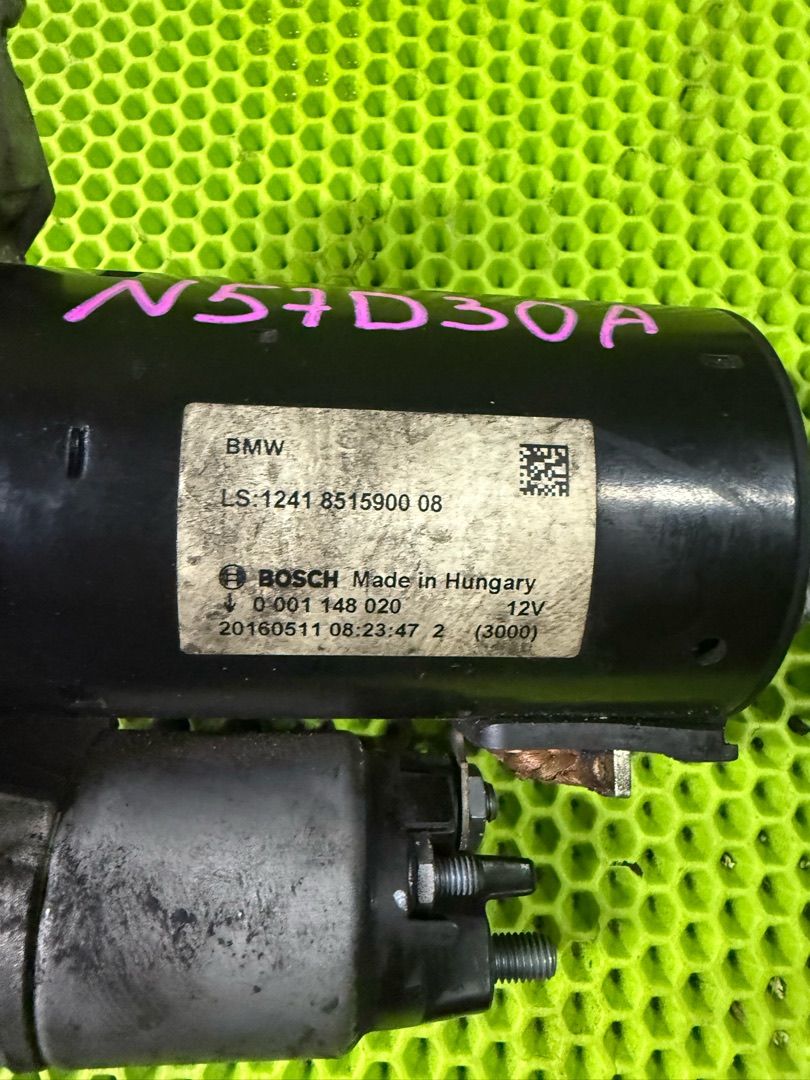 N57D30A
BMW
LS:1241 8515900 08
BOSCH Made in Hungary
↓ 0 001 148 020 12V
20160511 08:23:47 2 (3000)